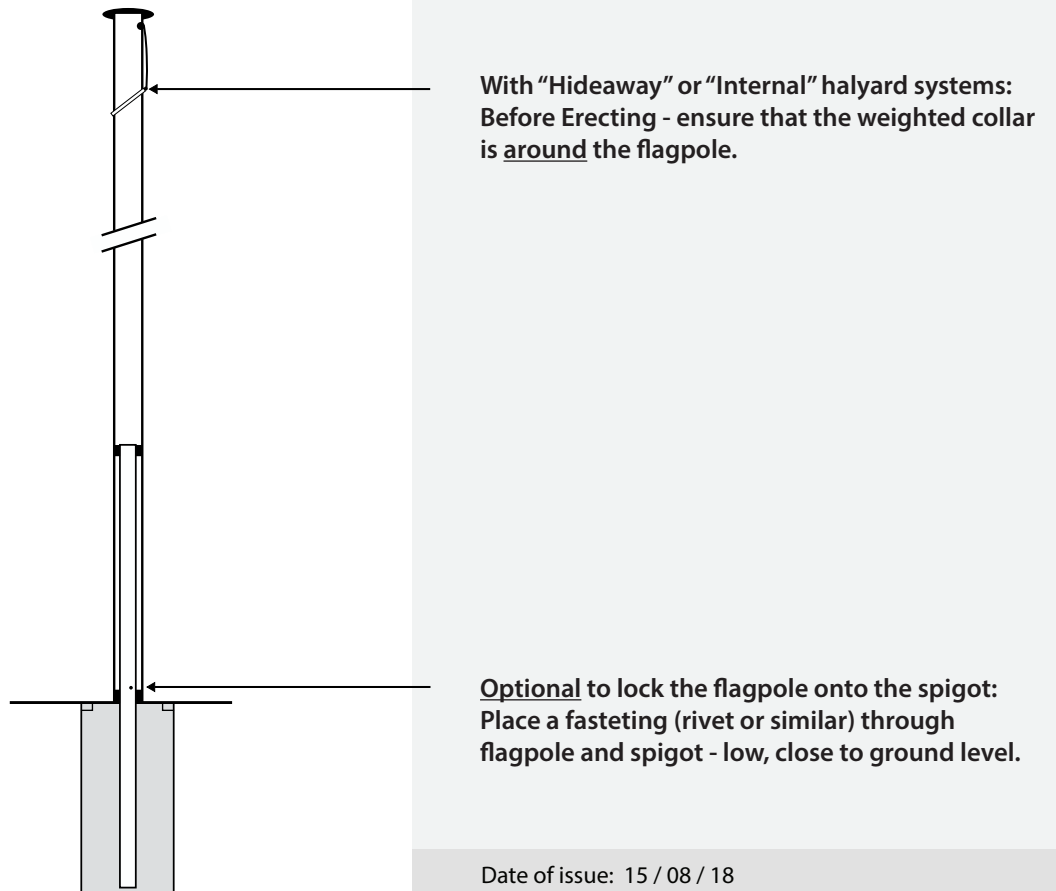 With “Hideaway” or “Internal” halyard systems:
Before Erecting - ensure that the weighted collar
is around the flagpole.
Optional to lock the flagpole onto the spigot:
Place a fasteting (rivet or similar) through
flagpole and spigot - low, close to ground level.
Date of issue: 15 / 08 / 18